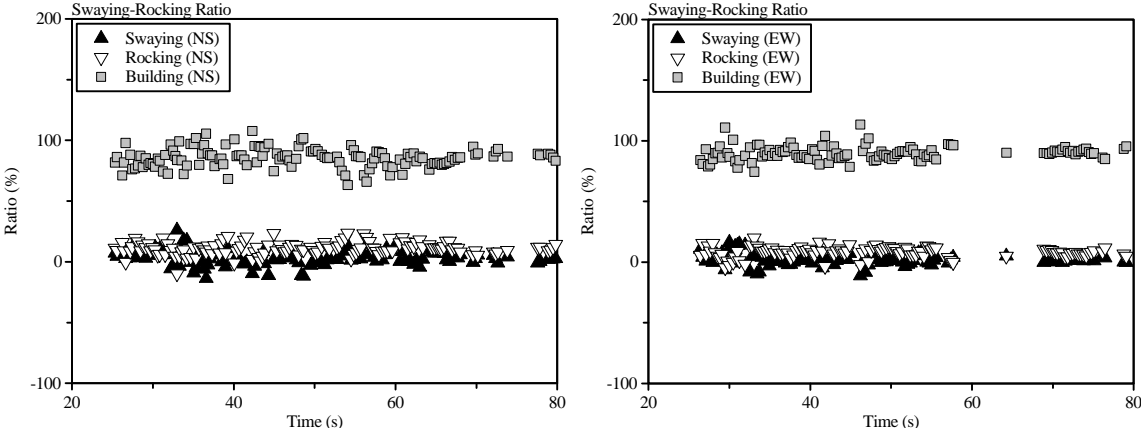 Swaying-Rocking Ratio
200
Swaying (NS)
Rocking (NS)
Building (NS)
100
Ratio (%)
0
-100
20
40
60
80
Time (s)
Swaying-Rocking Ratio
200
Swaying (EW)
Rocking (EW)
Building (EW)
100
Ratio (%)
0
-100
20
40
60
80
Time (s)